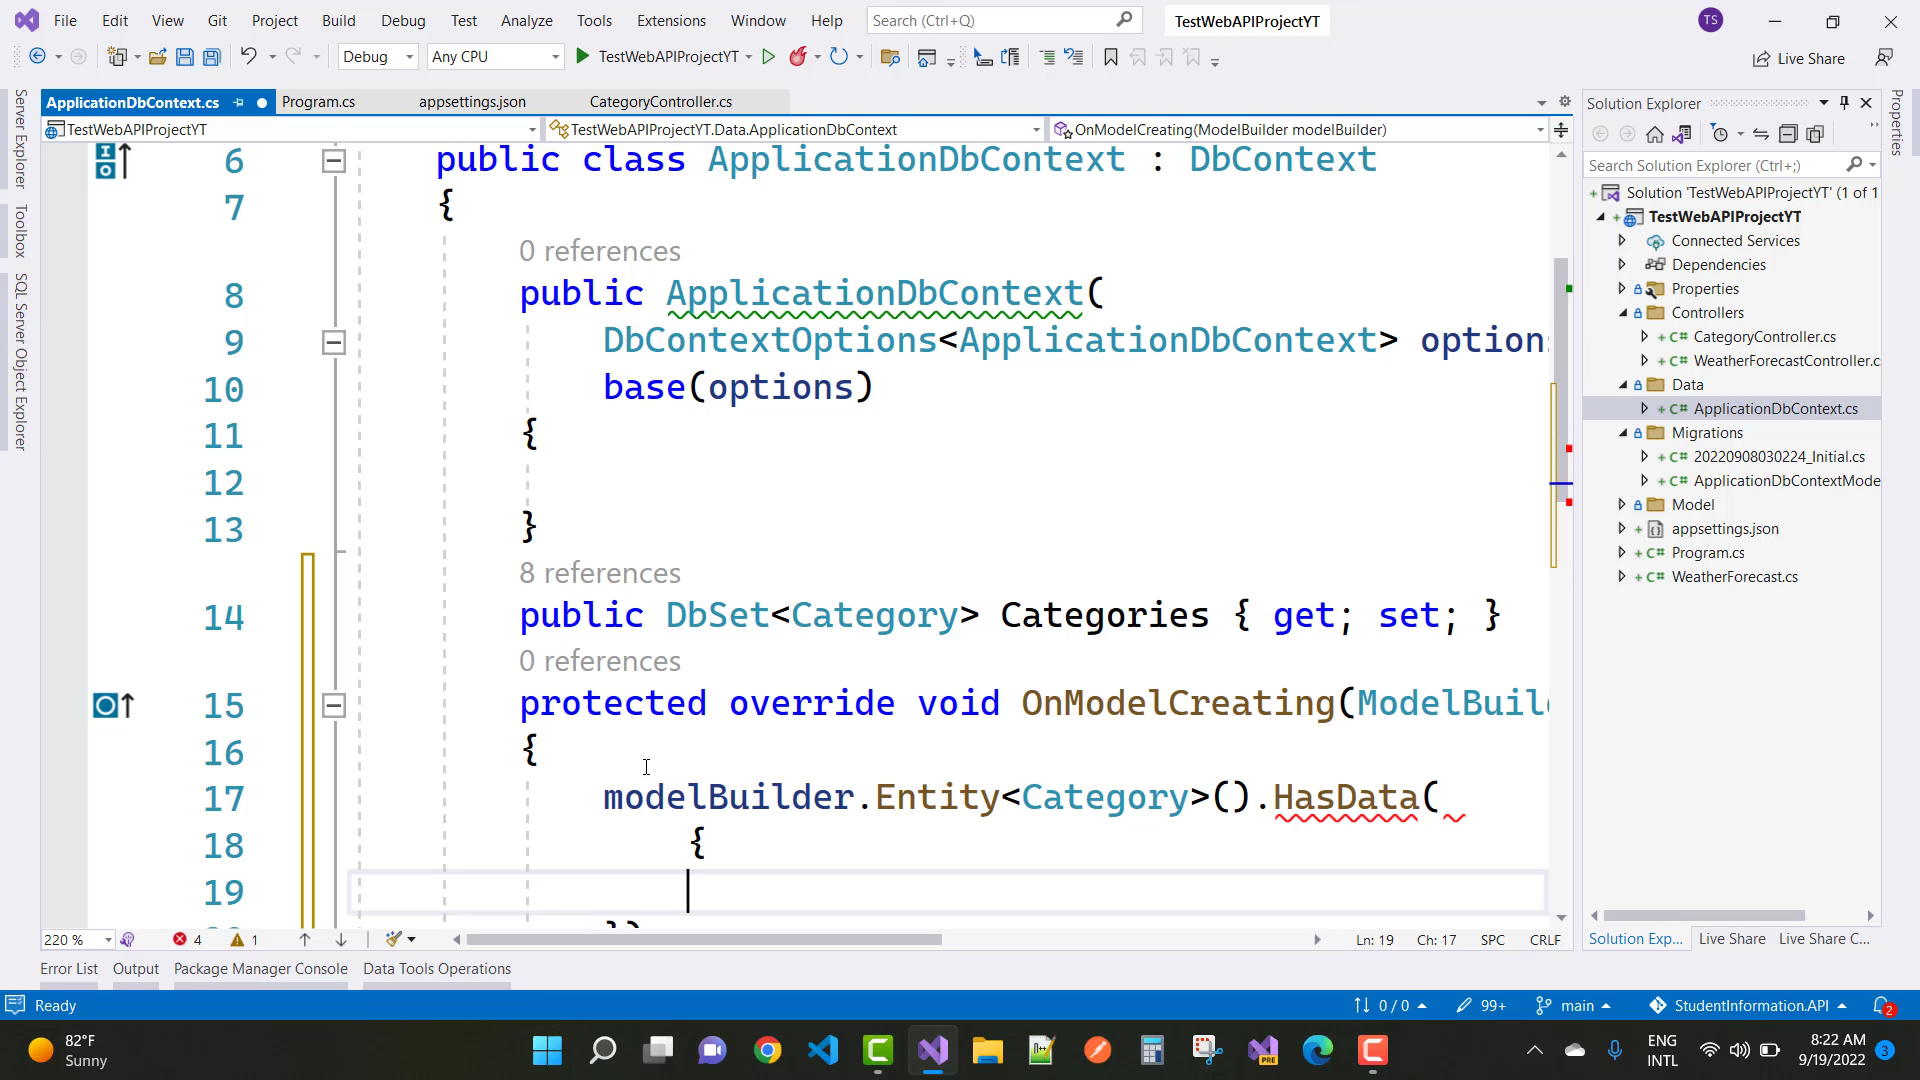 File Edit View Git Project Build Debug Test Analyze Tools Extensions Window Help Search (Ctrl+Q) TestWebAPIProjectYT TS
Debug Any CPU TestWebAPIProjectYT Live Share
ApplicationDbContext.cs Program.cs appsettings.json CategoryController.cs
TestWebAPIProjectYT TestWebAPIProjectYT.Data.ApplicationDbContext OnModelCreating(ModelBuilder modelBuilder)
Server Explorer
Toolbox
SQL Server Object Explorer
6 public class ApplicationDbContext : DbContext
7 {
0 references
8 public ApplicationDbContext(
9 DbContextOptions<ApplicationDbContext> option
10 base(options)
11 {
12
13 }
8 references
14 public DbSet<Category> Categories { get; set; }
0 references
15 protected override void OnModelCreating(ModelBuil
16 {
17 modelBuilder.Entity<Category>().HasData(
18 {
19
220 % 4 1 Ln: 19 Ch: 17 SPC CRLF
Solution Explorer
Search Solution Explorer (Ctrl+;)
Solution 'TestWebAPIProjectYT' (1 of 1
TestWebAPIProjectYT
Connected Services
Dependencies
Properties
Controllers
CategoryController.cs
WeatherForecastController.c
Data
ApplicationDbContext.cs
Migrations
20220908030224_Initial.cs
ApplicationDbContextMode
Model
appsettings.json
Program.cs
WeatherForecast.cs
Solution Exp... Live Share Live Share C...
Properties
Error List Output Package Manager Console Data Tools Operations
Ready 0 / 0 99+ main StudentInformation.API 2
82°F
Sunny
PRE
ENG
INTL
8:22 AM
9/19/2022
3